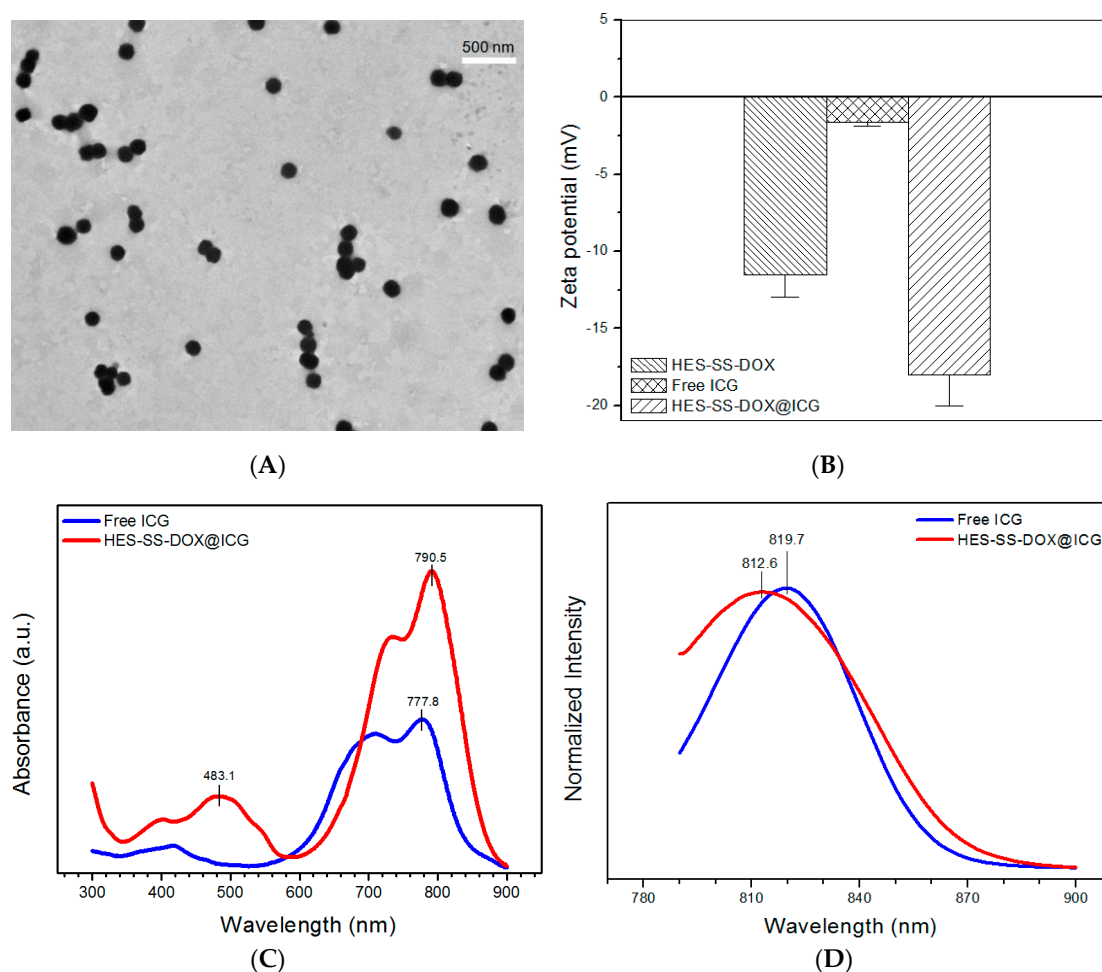 500 nm
(A)
5
0
-5
-10
-15
-20
Zeta potential (mV)
HES-SS-DOX
Free ICG
HES-SS-DOX@ICG
(B)
Free ICG
HES-SS-DOX@ICG
790.5
777.8
483.1
Absorbance (a.u.)
300 400 500 600 700 800 900
Wavelength (nm)
(C)
Free ICG
HES-SS-DOX@ICG
819.7
812.6
Normalized Intensity
780 810 840 870 900
Wavelength (nm)
(D)